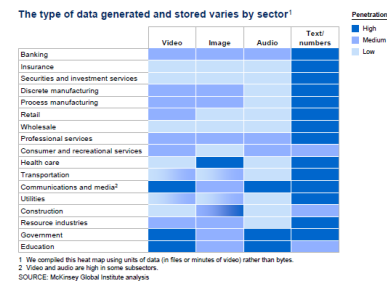 The type of data generated and stored varies by sector¹
Penetration
High
Medium
Low
Video Image Audio Text/
numbers
Banking
Insurance
Securities and investment services
Discrete manufacturing
Process manufacturing
Retail
Wholesale
Professional services
Consumer and recreational services
Health care
Transportation
Communications and media²
Utilities
Construction
Resource industries
Government
Education
1 We compiled this heat map using units of data (in files or minutes of video) rather than bytes.
2 Video and audio are high in some subsectors.
SOURCE: McKinsey Global Institute analysis